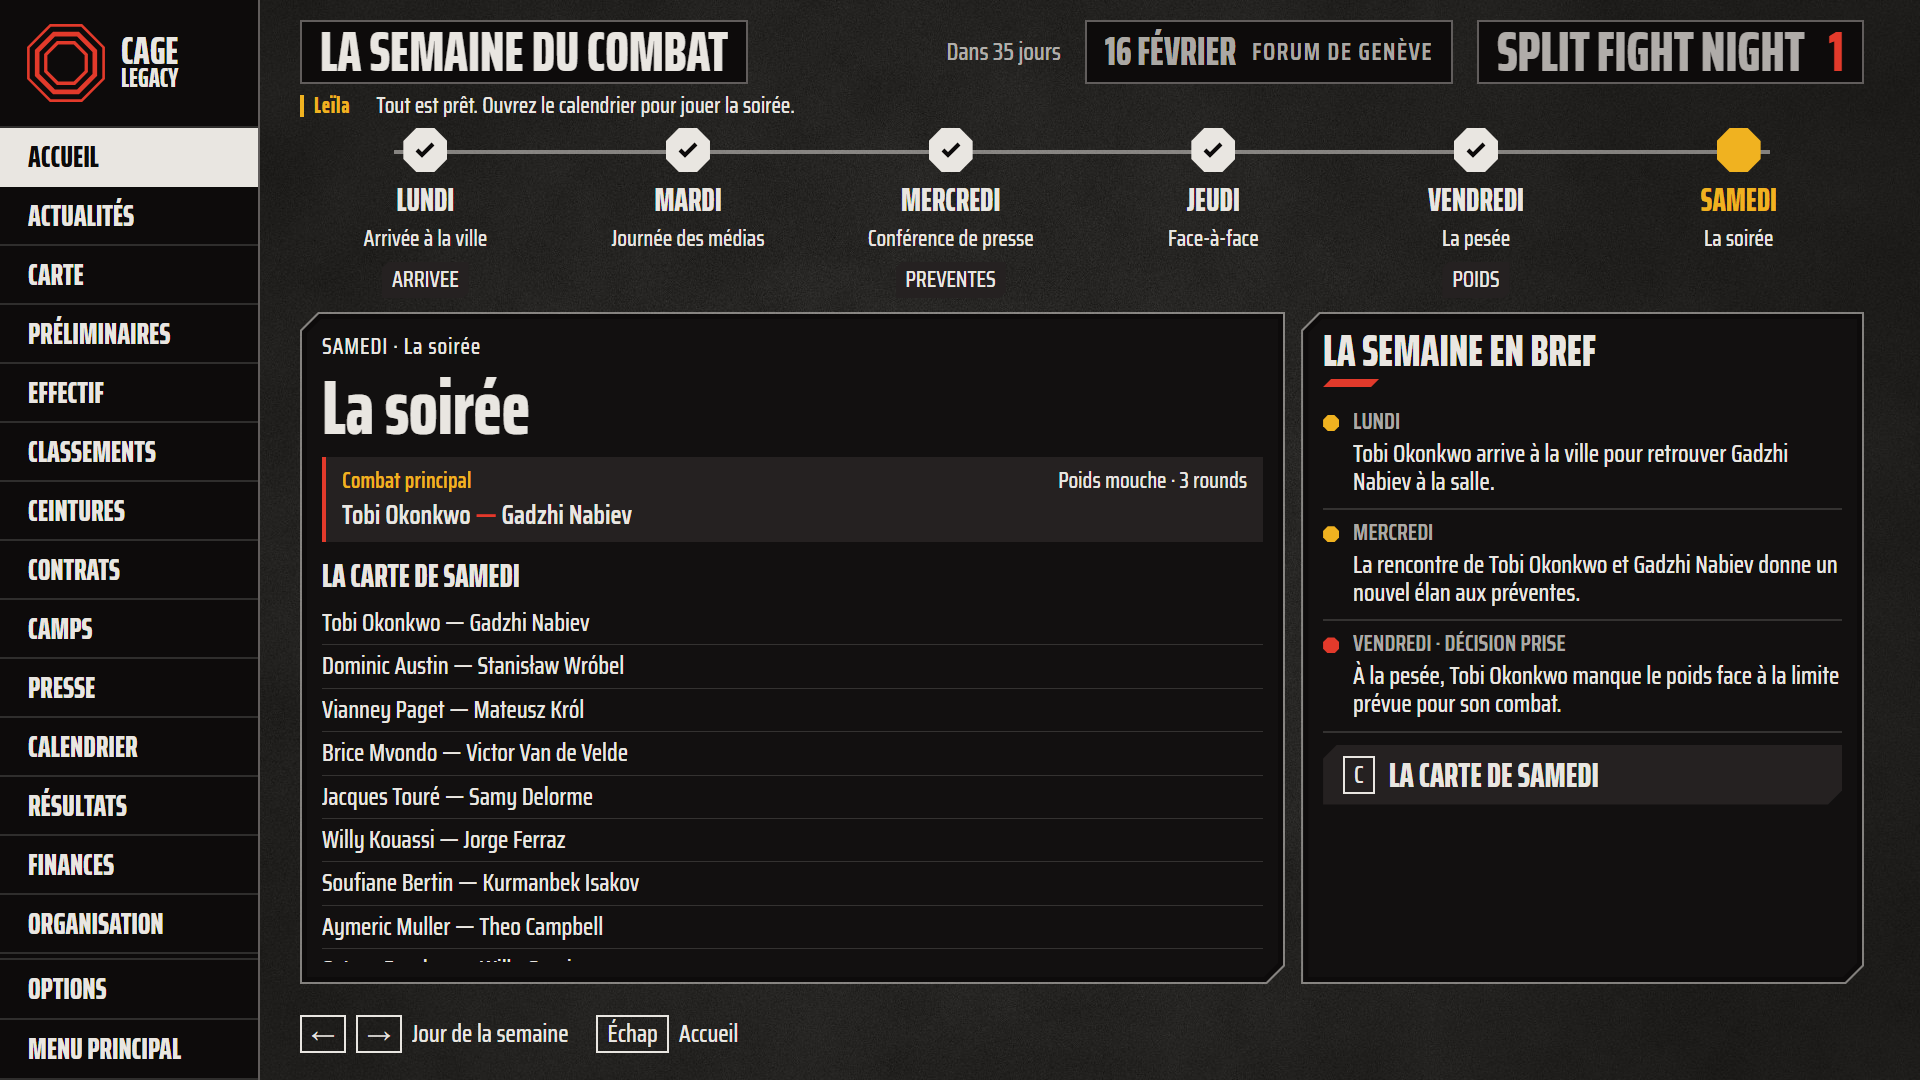 CAGE
LEGACY
ACCUEIL
ACTUALITÉS
CARTE
PRÉLIMINAIRES
EFFECTIF
CLASSEMENTS
CEINTURES
CONTRATS
CAMPS
PRESSE
CALENDRIER
RÉSULTATS
FINANCES
ORGANISATION
OPTIONS
MENU PRINCIPAL
LA SEMAINE DU COMBAT
Dans 35 jours
16 FÉVRIER FORUM DE GENÈVE
SPLIT FIGHT NIGHT 1
Leïla Tout est prêt. Ouvrez le calendrier pour jouer la soirée.
LUNDI
Arrivée à la ville
ARRIVEE
MARDI
Journée des médias
MERCREDI
Conférence de presse
PREVENTES
JEUDI
Face-à-face
VENDREDI
La pesée
POIDS
SAMEDI
La soirée
SAMEDI · La soirée
La soirée
Combat principal
Poids mouche · 3 rounds
Tobi Okonkwo — Gadzhi Nabiev
LA CARTE DE SAMEDI
Tobi Okonkwo — Gadzhi Nabiev
Dominic Austin — Stanisław Wróbel
Vianney Paget — Mateusz Król
Brice Mvondo — Victor Van de Velde
Jacques Touré — Samy Delorme
Willy Kouassi — Jorge Ferraz
Soufiane Bertin — Kurmanbek Isakov
Aymeric Muller — Theo Campbell
LA SEMAINE EN BREF
LUNDI
Tobi Okonkwo arrive à la ville pour retrouver Gadzhi
Nabiev à la salle.
MERCREDI
La rencontre de Tobi Okonkwo et Gadzhi Nabiev donne un
nouvel élan aux préventes.
VENDREDI · DÉCISION PRISE
À la pesée, Tobi Okonkwo manque le poids face à la limite
prévue pour son combat.
C LA CARTE DE SAMEDI
← → Jour de la semaine
Échap Accueil